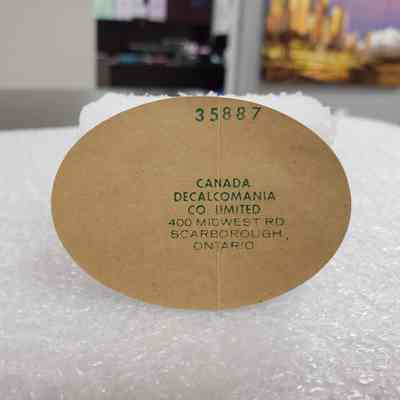 35887
CANADA
DECALCOMANIA
CO. LIMITED
400 MIDWEST RD.
SCARBOROUGH,
ONTARIO